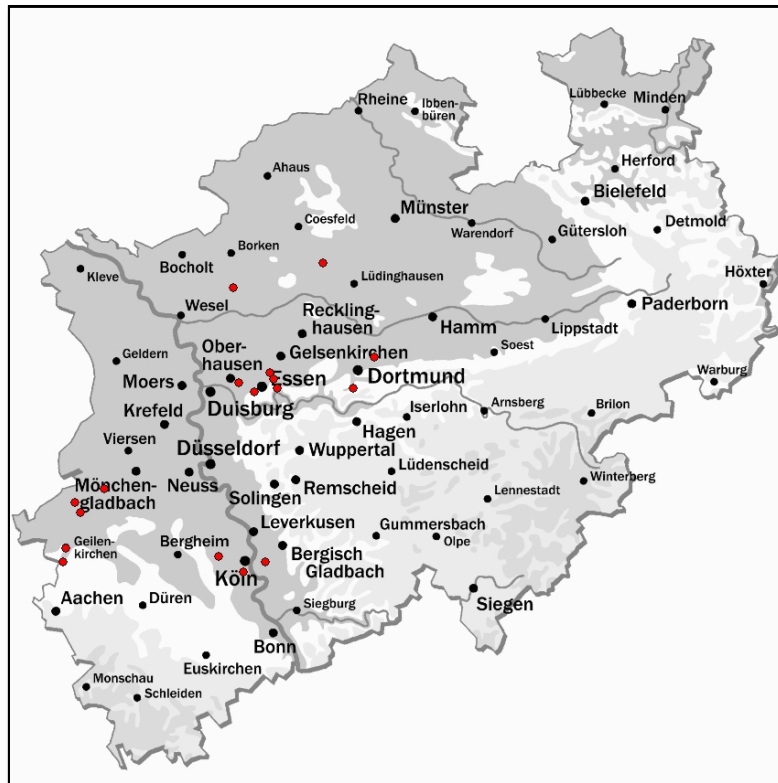 Rheine
Ibben-
büren
Lübbecke
Minden
Herford
Ahaus
Bielefeld
Münster
Coesfeld
Warendorf
Detmold
Gütersloh
Borken
Bocholt
Kleve
Lüdinghausen
Höxter
Paderborn
Wesel
Reckling-
hausen
Hamm
Lippstadt
Geldern
Ober-
hausen
Gelsenkirchen
Soest
Moers
Essen
Dortmund
Warburg
Duisburg
Krefeld
Iserlohn
Arnsberg
Brilon
Hagen
Viersen
Düsseldorf
Wuppertal
Mönchen-
gladbach
Neuss
Lüdenscheid
Winterberg
Solingen
Remscheid
Lennestadt
Leverkusen
Gummersbach
Geilen-
kirchen
Bergheim
Olpe
Bergisch
Gladbach
Köln
Aachen
Düren
Siegburg
Siegen
Bonn
Euskirchen
Monschau
Schleiden